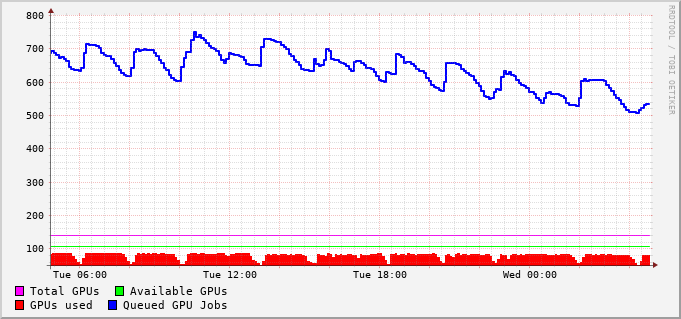 800
700
600
500
400
300
200
100
Tue 06:00 Tue 12:00 Tue 18:00 Wed 00:00
Total GPUs Available GPUs
GPUs used Queued GPU Jobs
RRDTOOL / TOBI OETIKER